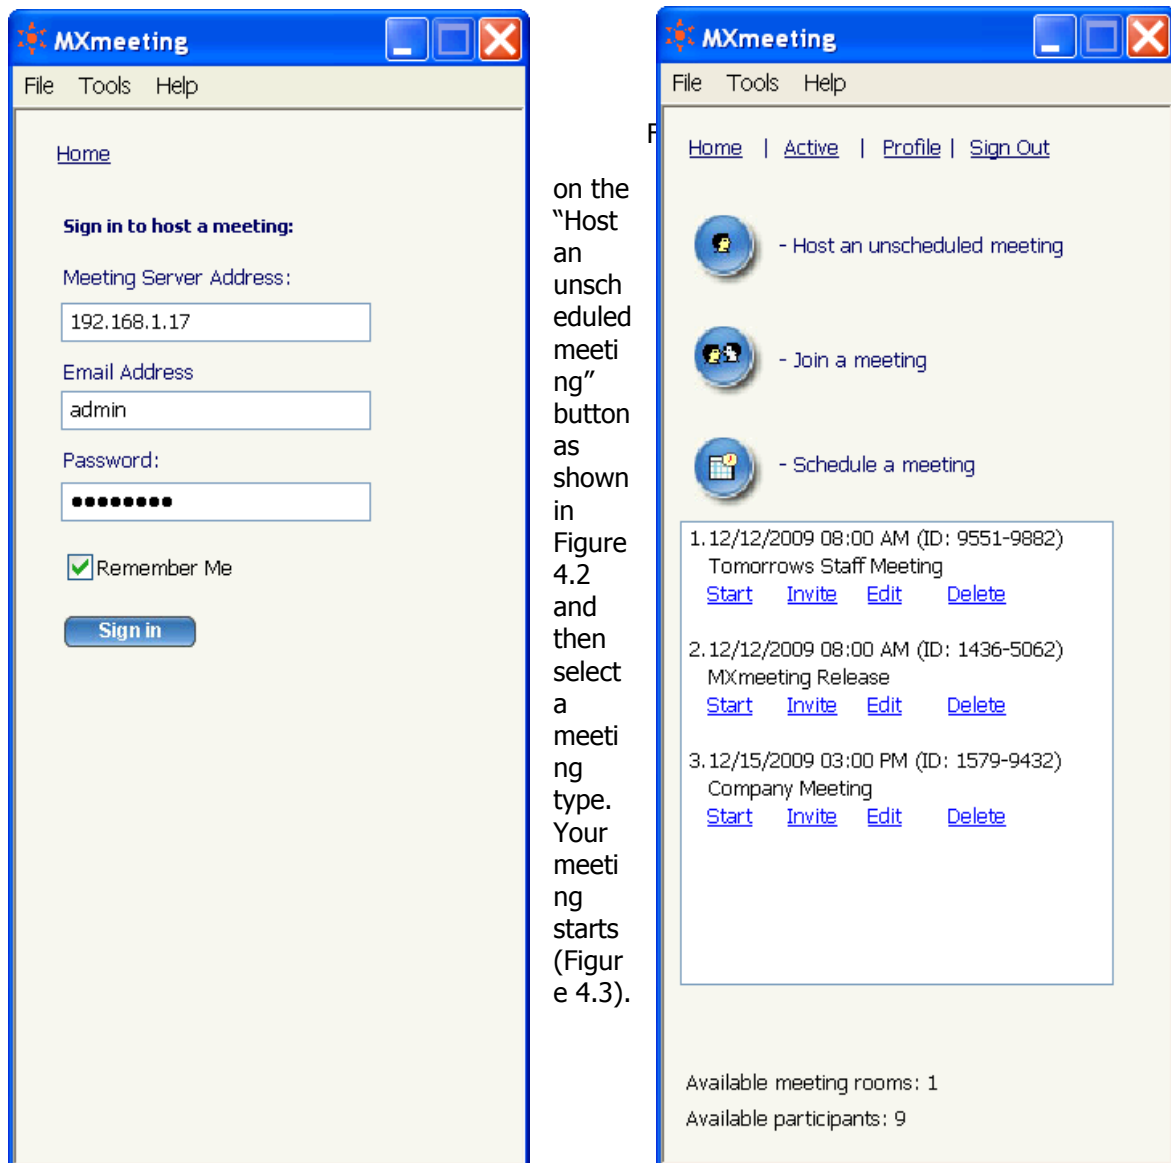 MXmeeting
File Tools Help
Home
Sign in to host a meeting:
Meeting Server Address:
192.168.1.17
Email Address
admin
Password:
●●●●●●●●
Remember Me
Sign in
F
on the
“Host
an
unsch
eduled
meeti
ng”
button
as
shown
in
Figure
4.2
and
then
select
a
meeti
ng
type.
Your
meeti
ng
starts
(Figur
e 4.3).
MXmeeting
File Tools Help
Home | Active | Profile | Sign Out
- Host an unscheduled meeting
- Join a meeting
- Schedule a meeting
1. 12/12/2009 08:00 AM (ID: 9551-9882)
Tomorrows Staff Meeting
Start Invite Edit Delete
2. 12/12/2009 08:00 AM (ID: 1436-5062)
MXmeeting Release
Start Invite Edit Delete
3. 12/15/2009 03:00 PM (ID: 1579-9432)
Company Meeting
Start Invite Edit Delete
Available meeting rooms: 1
Available participants: 9